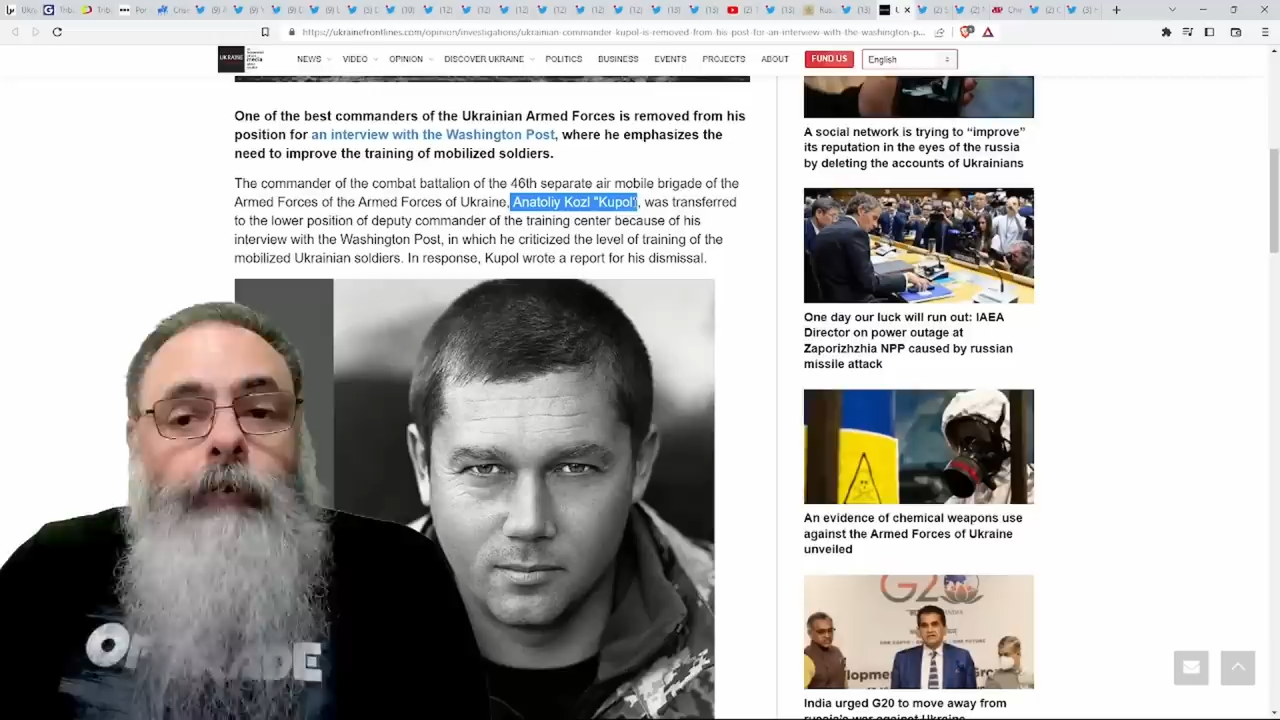 https://ukrainefrontlines.com/opinion/investigations/ukrainian-commander-kupol-is-removed-from-his-post-for-an-interview-with-the-washington-p...
UKRAINE
media
NEWS
VIDEO
OPINION
DISCOVER UKRAINE
POLITICS
BUSINESS
EVENTS
PROJECTS
ABOUT
FUND US
English
One of the best commanders of the Ukrainian Armed Forces is removed from his
position for an interview with the Washington Post, where he emphasizes the
need to improve the training of mobilized soldiers.
The commander of the combat battalion of the 46th separate air mobile brigade of the
Armed Forces of the Armed Forces of Ukraine, Anatoliy Kozl "Kupol), was transferred
to the lower position of deputy commander of the training center because of his
interview with the Washington Post, in which he criticized the level of training of the
mobilized Ukrainian soldiers. In response, Kupol wrote a report for his dismissal.
A social network is trying to “improve”
its reputation in the eyes of the russia
by deleting the accounts of Ukrainians
One day our luck will run out: IAEA
Director on power outage at
Zaporizhzhia NPP caused by russian
missile attack
An evidence of chemical weapons use
against the Armed Forces of Ukraine
unveiled
G20
India urged G20 to move away from
russia's war against Ukraine